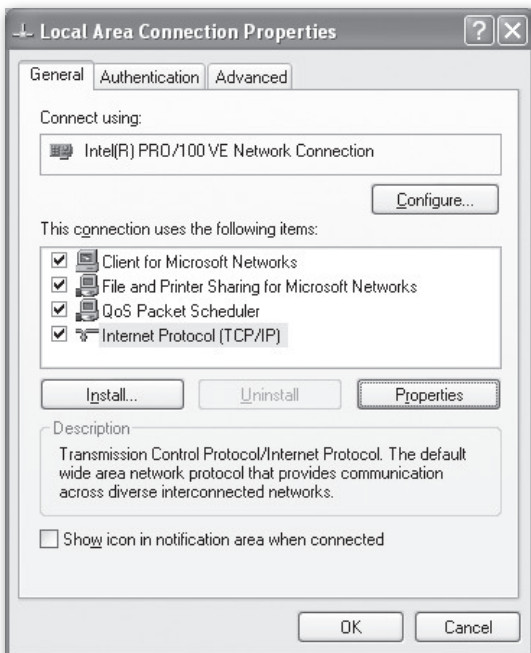 Local Area Connection Properties
General Authentication Advanced
Connect using:
Intel(R) PRO/100 VE Network Connection
Configure...
This connection uses the following items:
Client for Microsoft Networks
File and Printer Sharing for Microsoft Networks
QoS Packet Scheduler
Internet Protocol (TCP/IP)
Install... Uninstall Properties
Description
Transmission Control Protocol/Internet Protocol. The default
wide area network protocol that provides communication
across diverse interconnected networks.
Show icon in notification area when connected
OK Cancel